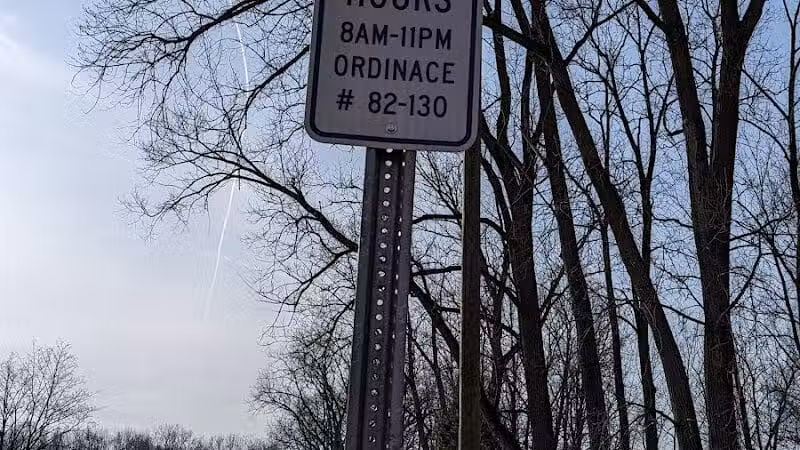 HOURS
8AM-11PM
ORDINACE
# 82-130